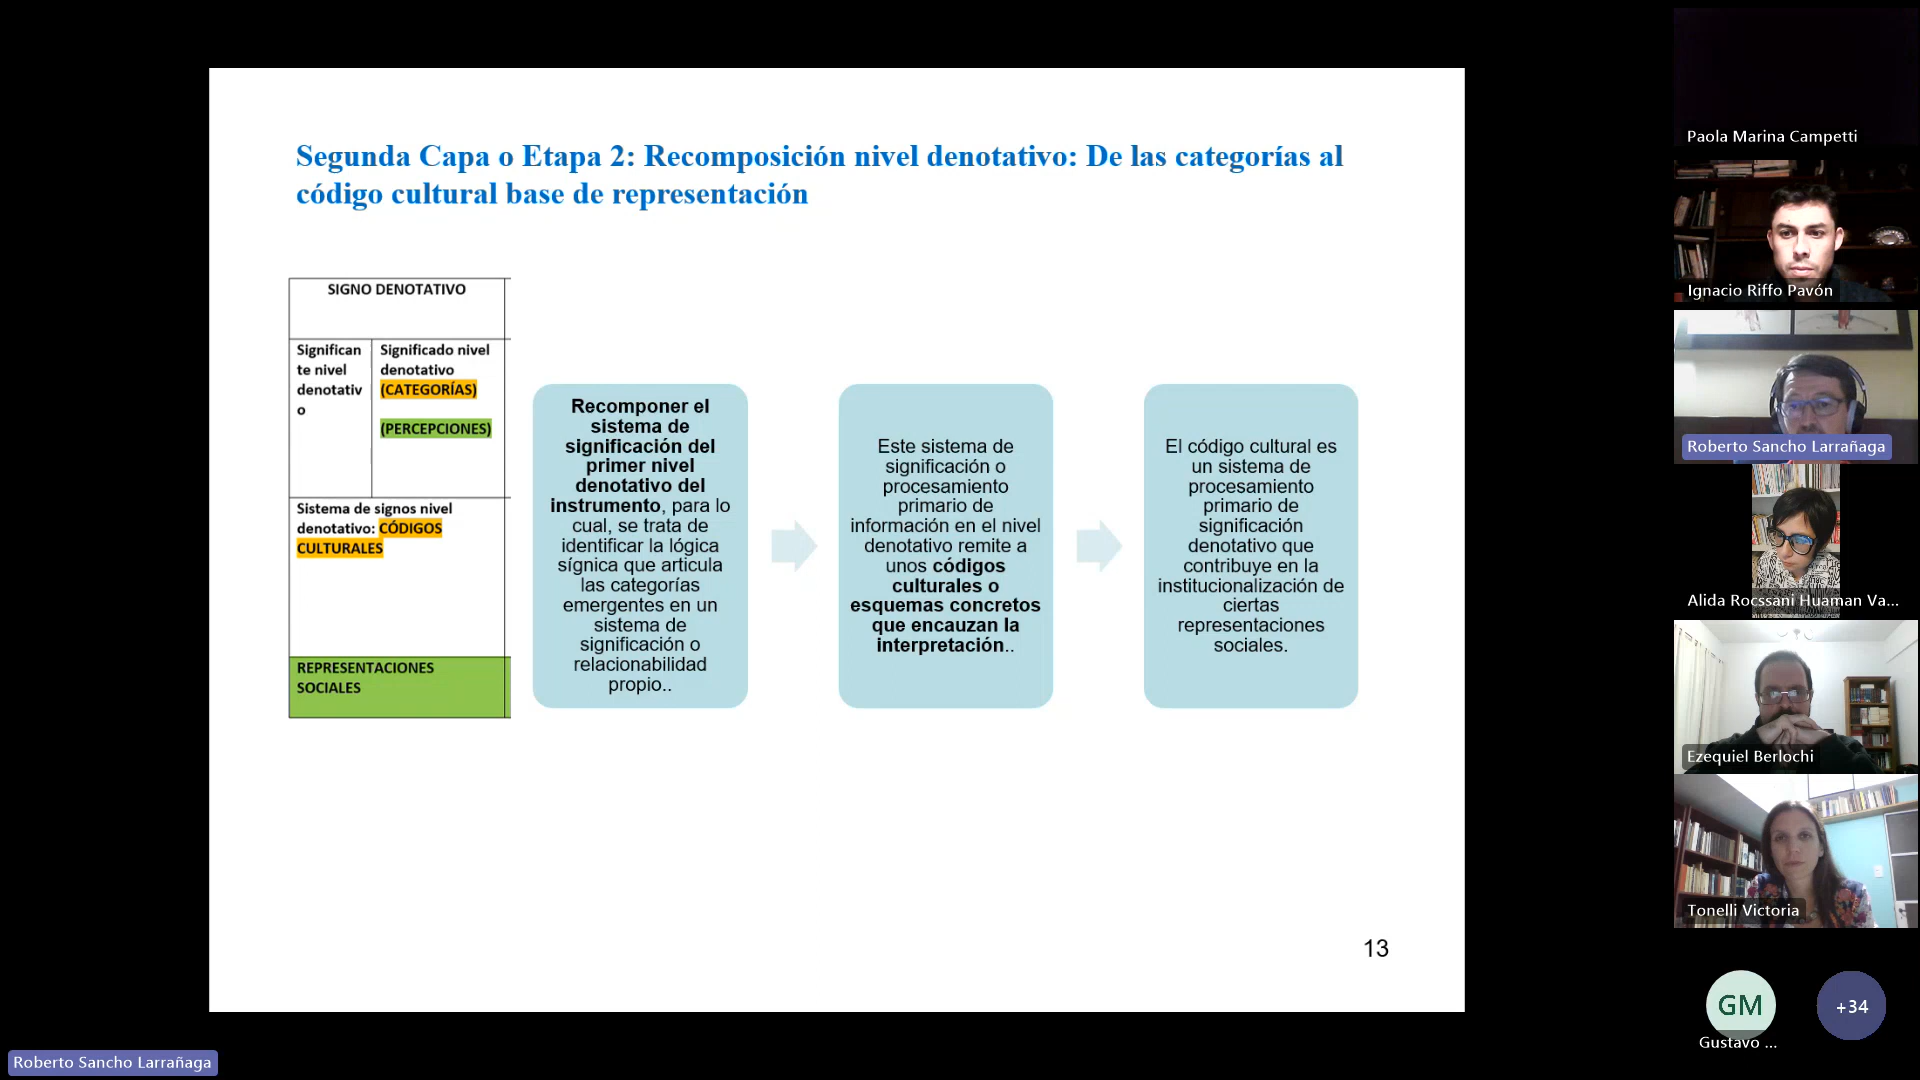 Segunda Capa o Etapa 2: Recomposición nivel denotativo: De las categorías al
código cultural base de representación
SIGNO DENOTATIVO
Significan
te nivel
denotativ
o
Significado nivel
denotativo
(CATEGORÍAS)
(PERCEPCIONES)
Sistema de signos nivel
denotativo: CÓDIGOS
CULTURALES
REPRESENTACIONES
SOCIALES
Recomponer el
sistema de
significación del
primer nivel
denotativo del
instrumento, para lo
cual, se trata de
identificar la lógica
sígnica que articula
las categorías
emergentes en un
sistema de
significación o
relacionabilidad
propio..
Este sistema de
significación o
procesamiento
primario de
información en el nivel
denotativo remite a
unos códigos
culturales o
esquemas concretos
que encauzan la
interpretación..
El código cultural es
un sistema de
procesamiento
primario de
significación
denotativo que
contribuye en la
institucionalización de
ciertas
representaciones
sociales.
13
Paola Marina Campetti
Ignacio Riffo Pavón
Roberto Sancho Larrañaga
Alida Rocssani Huaman Va...
Ezequiel Berlochi
Tonelli Victoria
GM
+34
Gustavo ...
Roberto Sancho Larrañaga